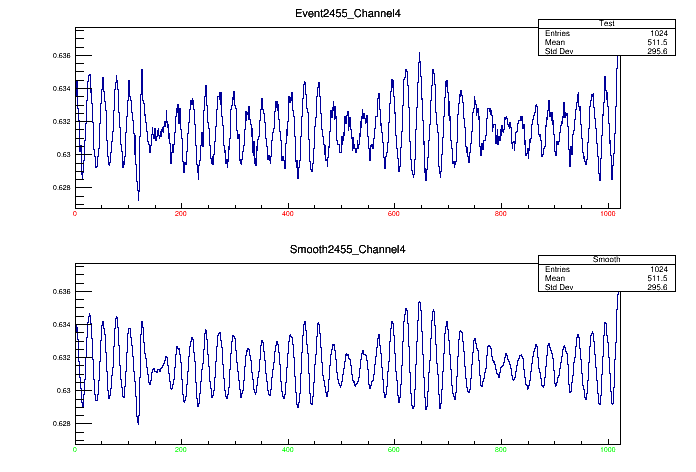 Event2455_Channel4
Test
Entries 1024
Mean 511.5
Std Dev 295.6
0.636
0.634
0.632
0.63
0.628
0 200 400 600 800 1000
Smooth2455_Channel4
Smooth
Entries 1024
Mean 511.5
Std Dev 295.6
0.636
0.634
0.632
0.63
0.628
0 200 400 600 800 1000